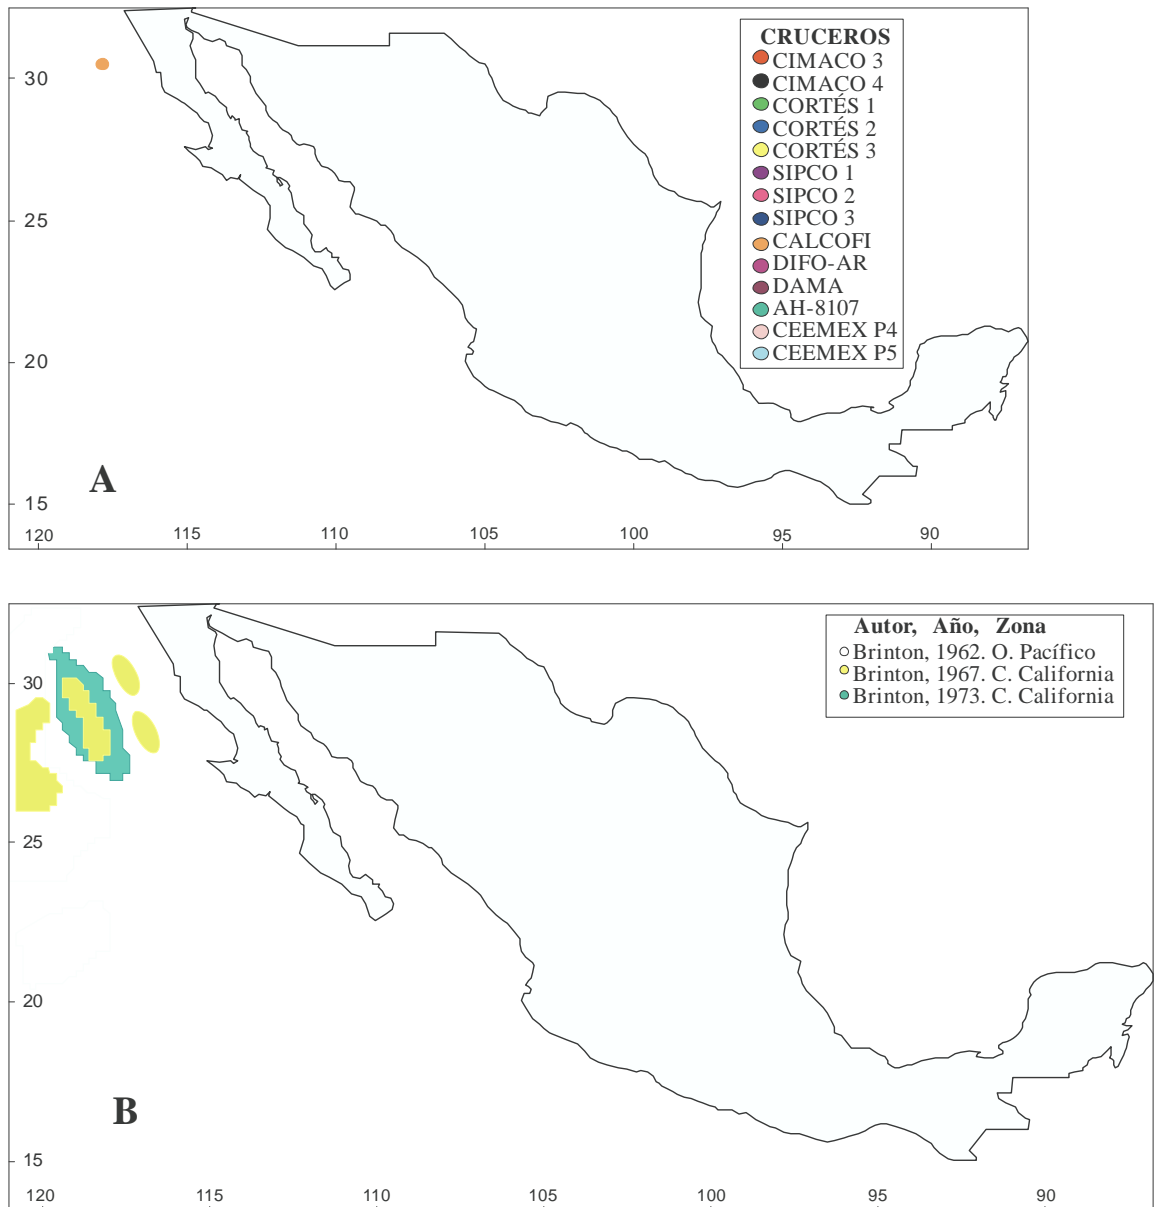 CRUCEROS
CIMACO 3
CIMACO 4
CORTÉS 1
CORTÉS 2
CORTÉS 3
SIPCO 1
SIPCO 2
SIPCO 3
CALCOFI
DIFO-AR
DAMA
AH-8107
CEEMEX P4
CEEMEX P5
30
25
20
15
A
120 115 110 105 100 95 90
Autor, Año, Zona
Brinton, 1962. O. Pacífico
Brinton, 1967. C. California
Brinton, 1973. C. California
30
25
20
15
B
120 115 110 105 100 95 90